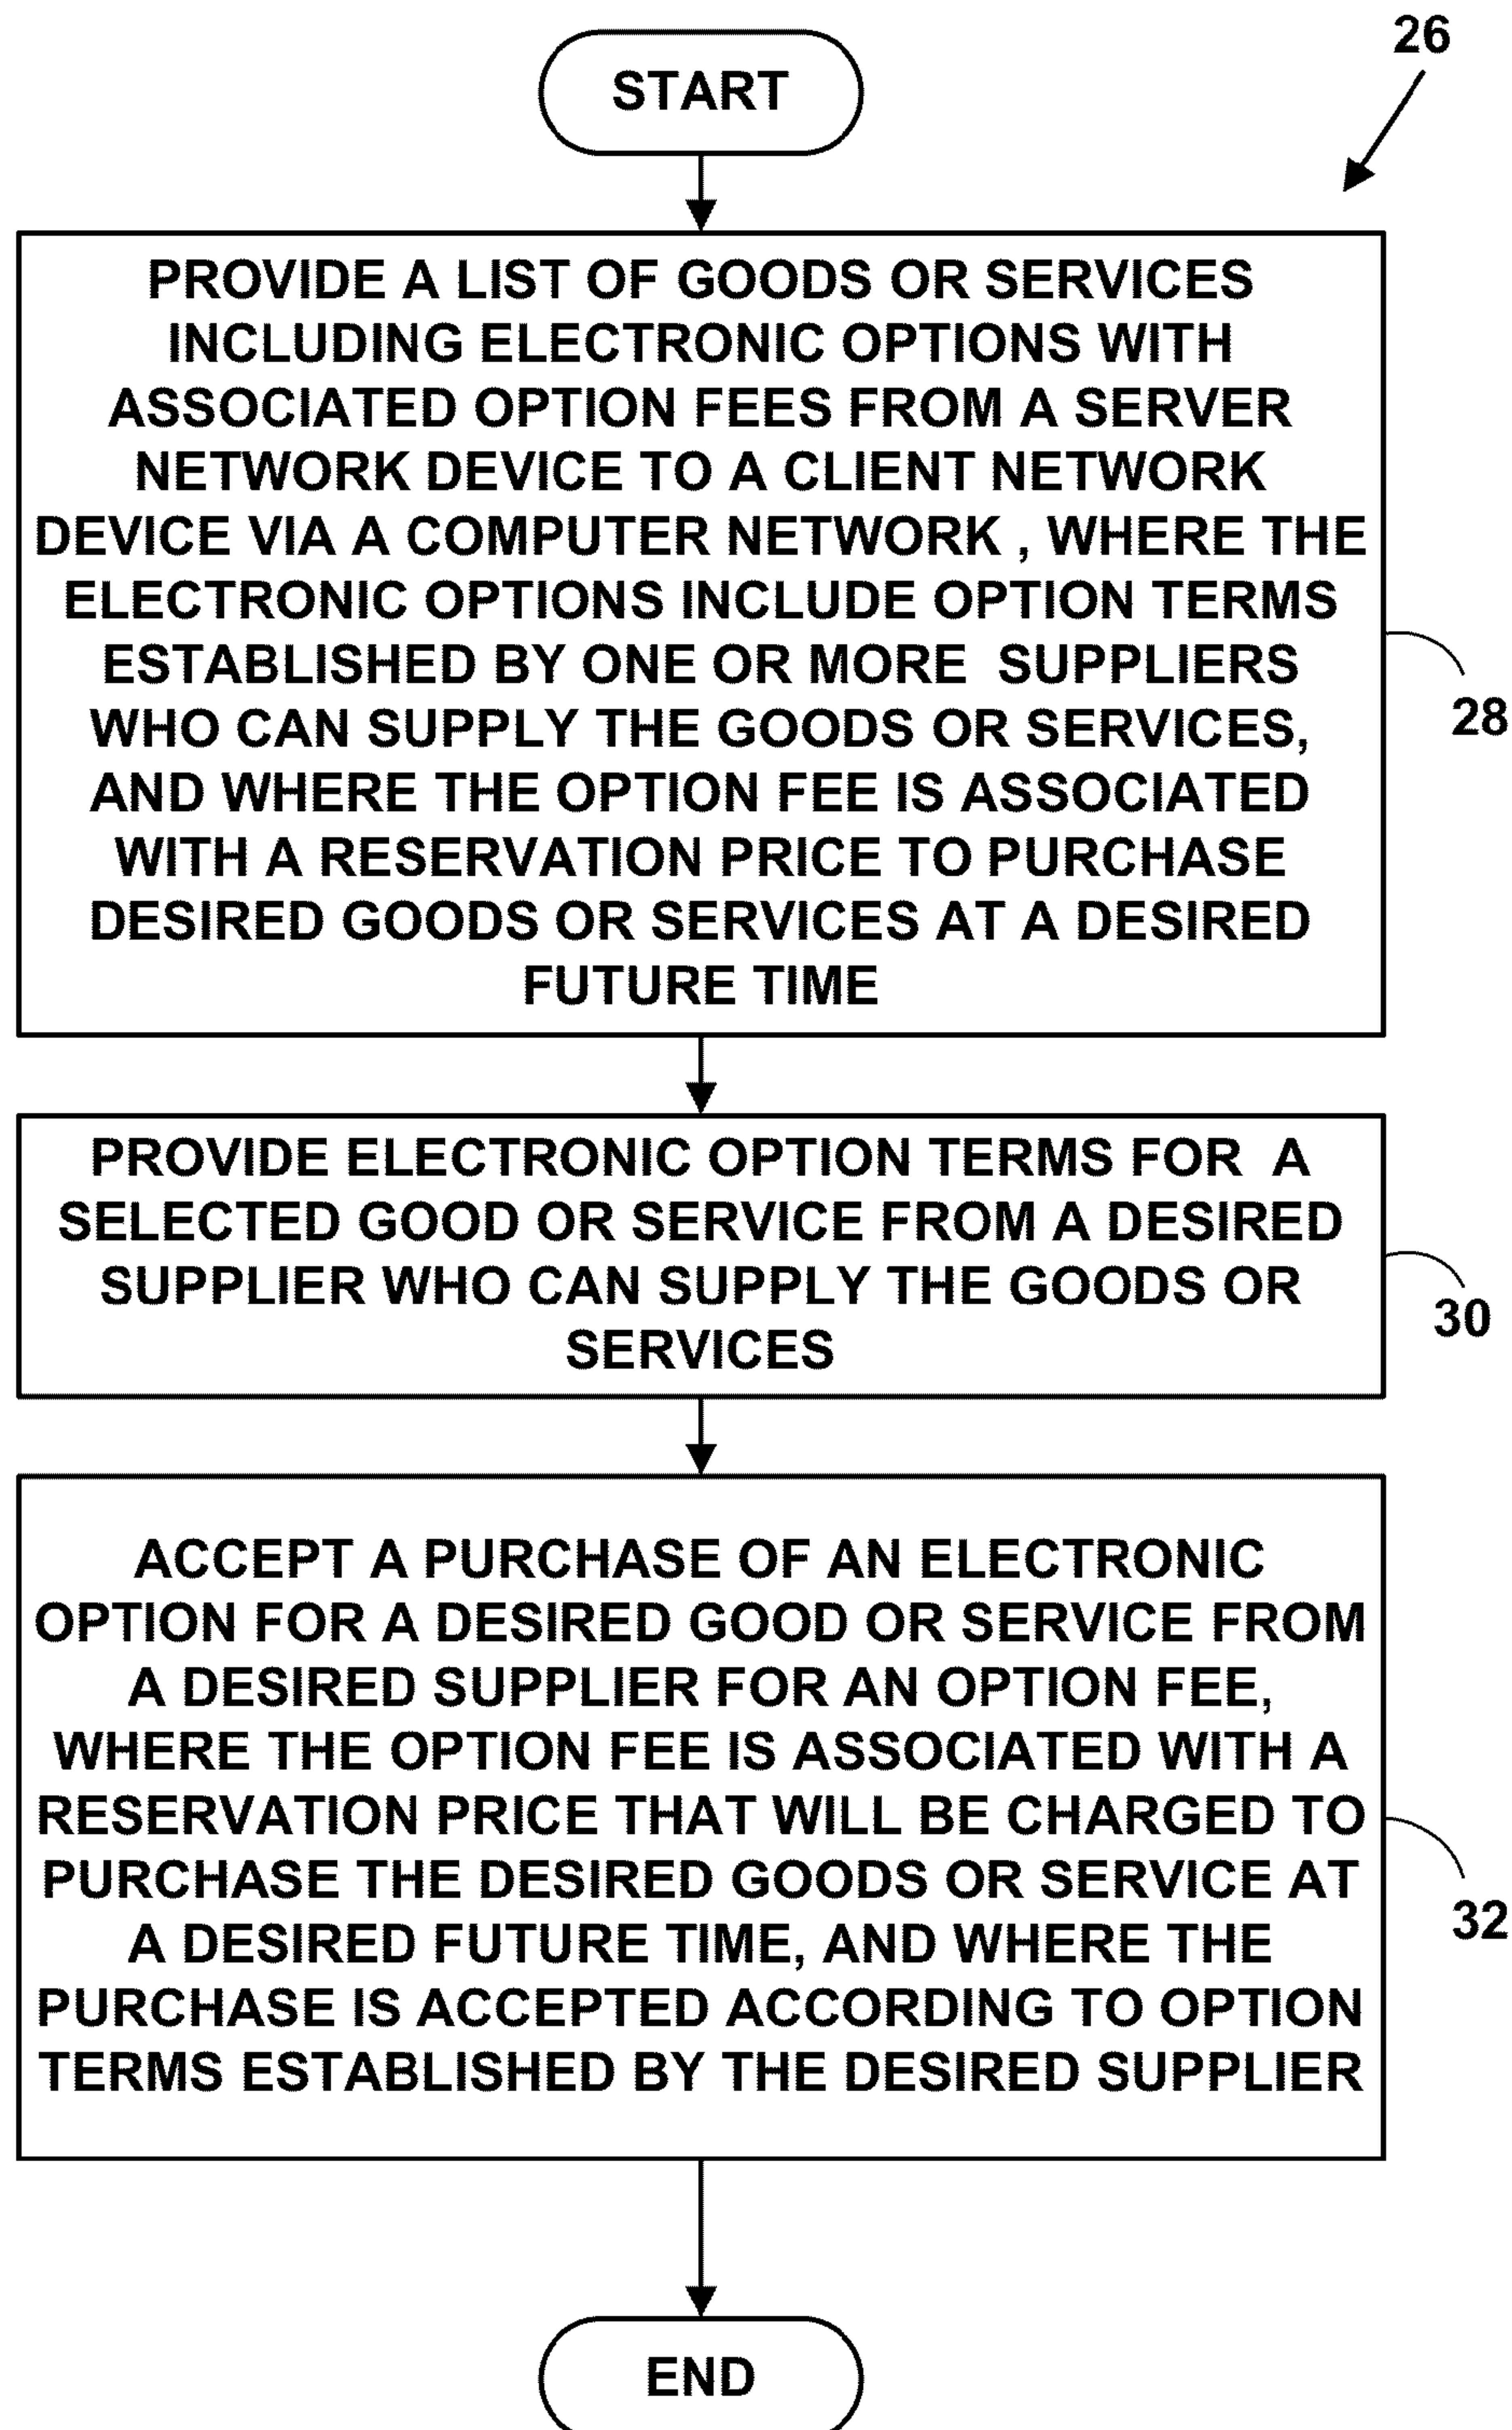 26
START
PROVIDE A LIST OF GOODS OR SERVICES
INCLUDING ELECTRONIC OPTIONS WITH
ASSOCIATED OPTION FEES FROM A SERVER
NETWORK DEVICE TO A CLIENT NETWORK
DEVICE VIA A COMPUTER NETWORK , WHERE THE
ELECTRONIC OPTIONS INCLUDE OPTION TERMS
ESTABLISHED BY ONE OR MORE SUPPLIERS
WHO CAN SUPPLY THE GOODS OR SERVICES,
AND WHERE THE OPTION FEE IS ASSOCIATED
WITH A RESERVATION PRICE TO PURCHASE
DESIRED GOODS OR SERVICES AT A DESIRED
FUTURE TIME
28
PROVIDE ELECTRONIC OPTION TERMS FOR A
SELECTED GOOD OR SERVICE FROM A DESIRED
SUPPLIER WHO CAN SUPPLY THE GOODS OR
SERVICES
30
ACCEPT A PURCHASE OF AN ELECTRONIC
OPTION FOR A DESIRED GOOD OR SERVICE FROM
A DESIRED SUPPLIER FOR AN OPTION FEE,
WHERE THE OPTION FEE IS ASSOCIATED WITH A
RESERVATION PRICE THAT WILL BE CHARGED TO
PURCHASE THE DESIRED GOODS OR SERVICE AT
A DESIRED FUTURE TIME, AND WHERE THE
PURCHASE IS ACCEPTED ACCORDING TO OPTION
TERMS ESTABLISHED BY THE DESIRED SUPPLIER
32
END